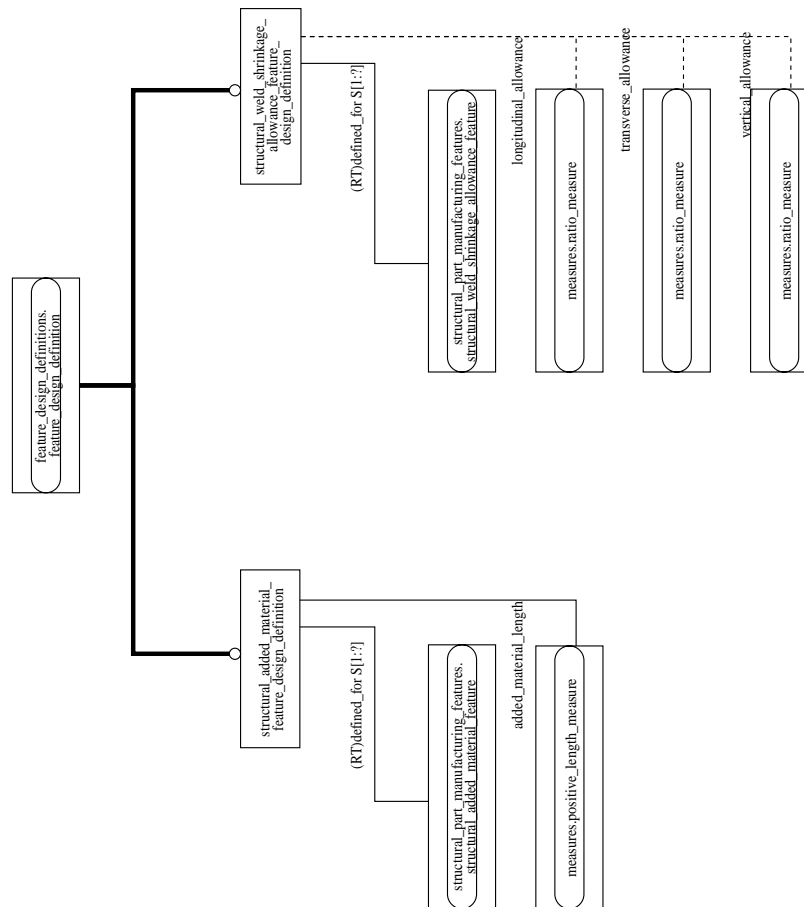 feature_design_definitions.
feature_design_definition
structural_added_material_
feature_design_definition
(RT)defined_for S[1:?]
structural_part_manufacturing_features.
structural_added_material_feature
added_material_length
measures.positive_length_measure
structural_weld_shrinkage_
allowance_feature_
design_definition
(RT)defined_for S[1:?]
structural_part_manufacturing_features.
structural_weld_shrinkage_allowance_feature
longitudinal_allowance
measures.ratio_measure
transverse_allowance
measures.ratio_measure
vertical_allowance
measures.ratio_measure